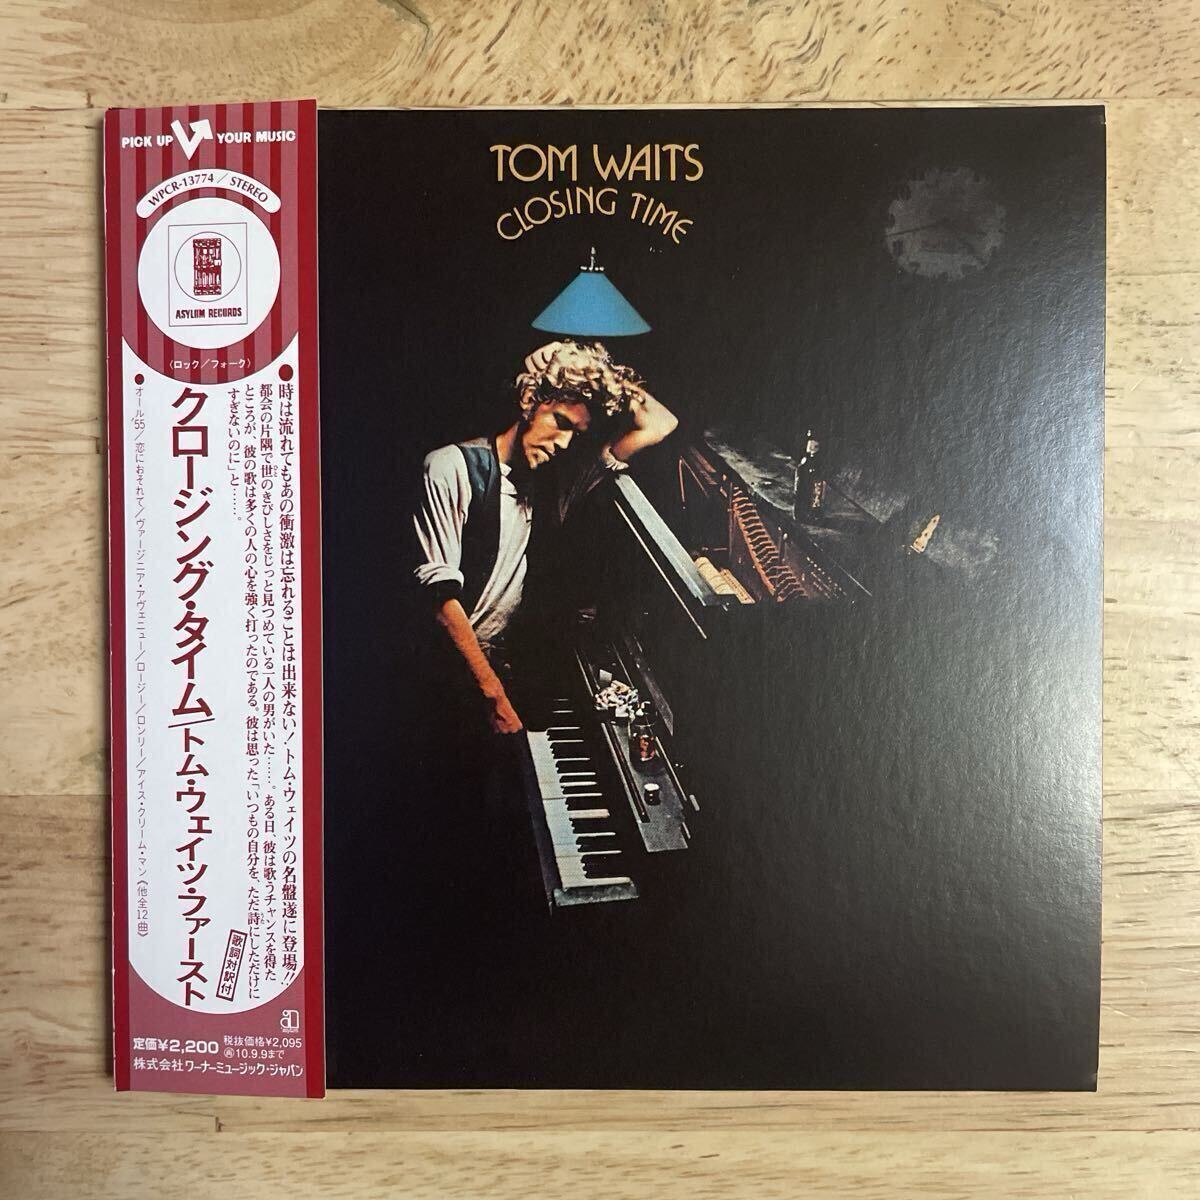 PICK UP YOUR MUSIC
WPCR-13774 / STEREO
ASYLUM RECORDS
〈ロック／フォーク〉
●時は流れてもあの衝激は忘れることは出来ない！トム・ウェイツの名盤遂に登場!!
都会の片隅で世のきびしさをじっと見つめている一人の男がいた……。ある日、彼は歌うチャンスを得た
ところが、彼の歌は多くの人の心を強く打ったのである。彼は思った「いつもの自分を、ただ詩にしただけに
すぎないのに」と……。
クロージング・タイム/トム・ウェイツ・ファースト
●オール'55／恋におそれて／ヴァージニア・アヴェニュー／ロージー／ロンリー／アイス・クリーム・マン《他全12曲》
歌詞対訳付
asylum
定価¥2,200 税抜価格¥2,095
10.9.9まで
株式会社ワーナーミュージック・ジャパン
TOM WAITS
CLOSING TIME